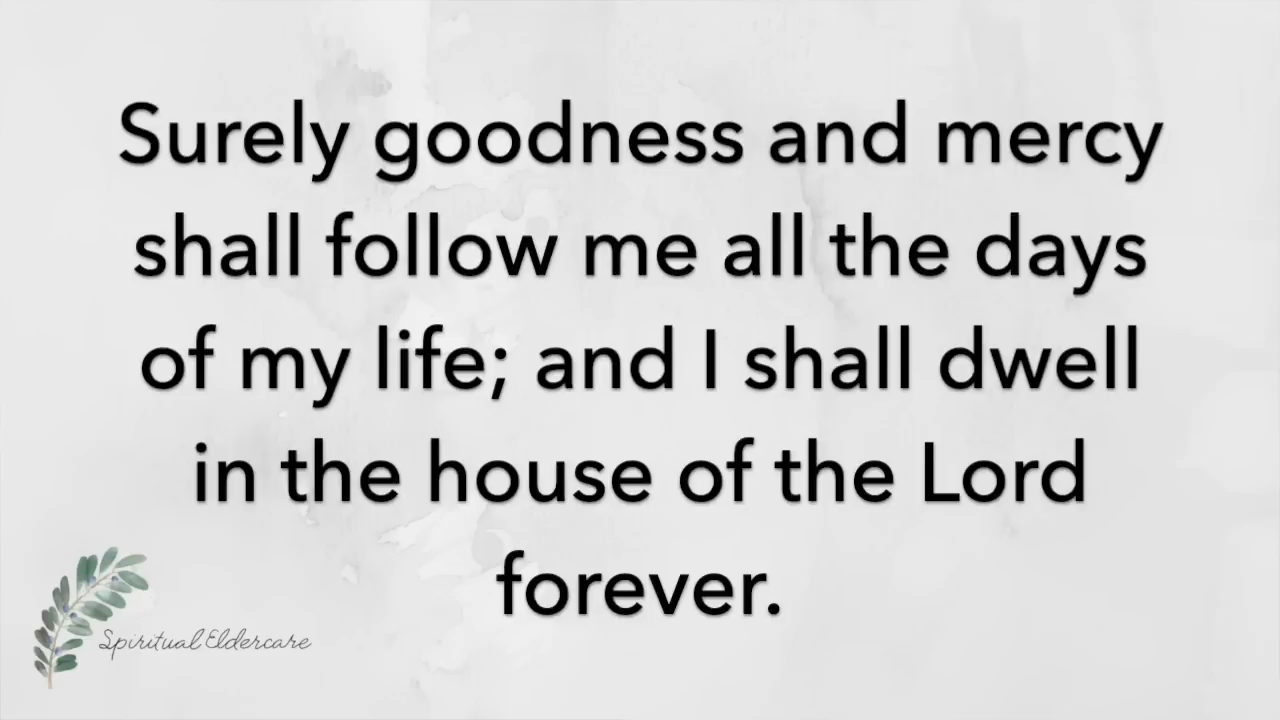 Surely goodness and mercy
shall follow me all the days
of my life; and I shall dwell
in the house of the Lord
forever.
Spiritual Eldercare